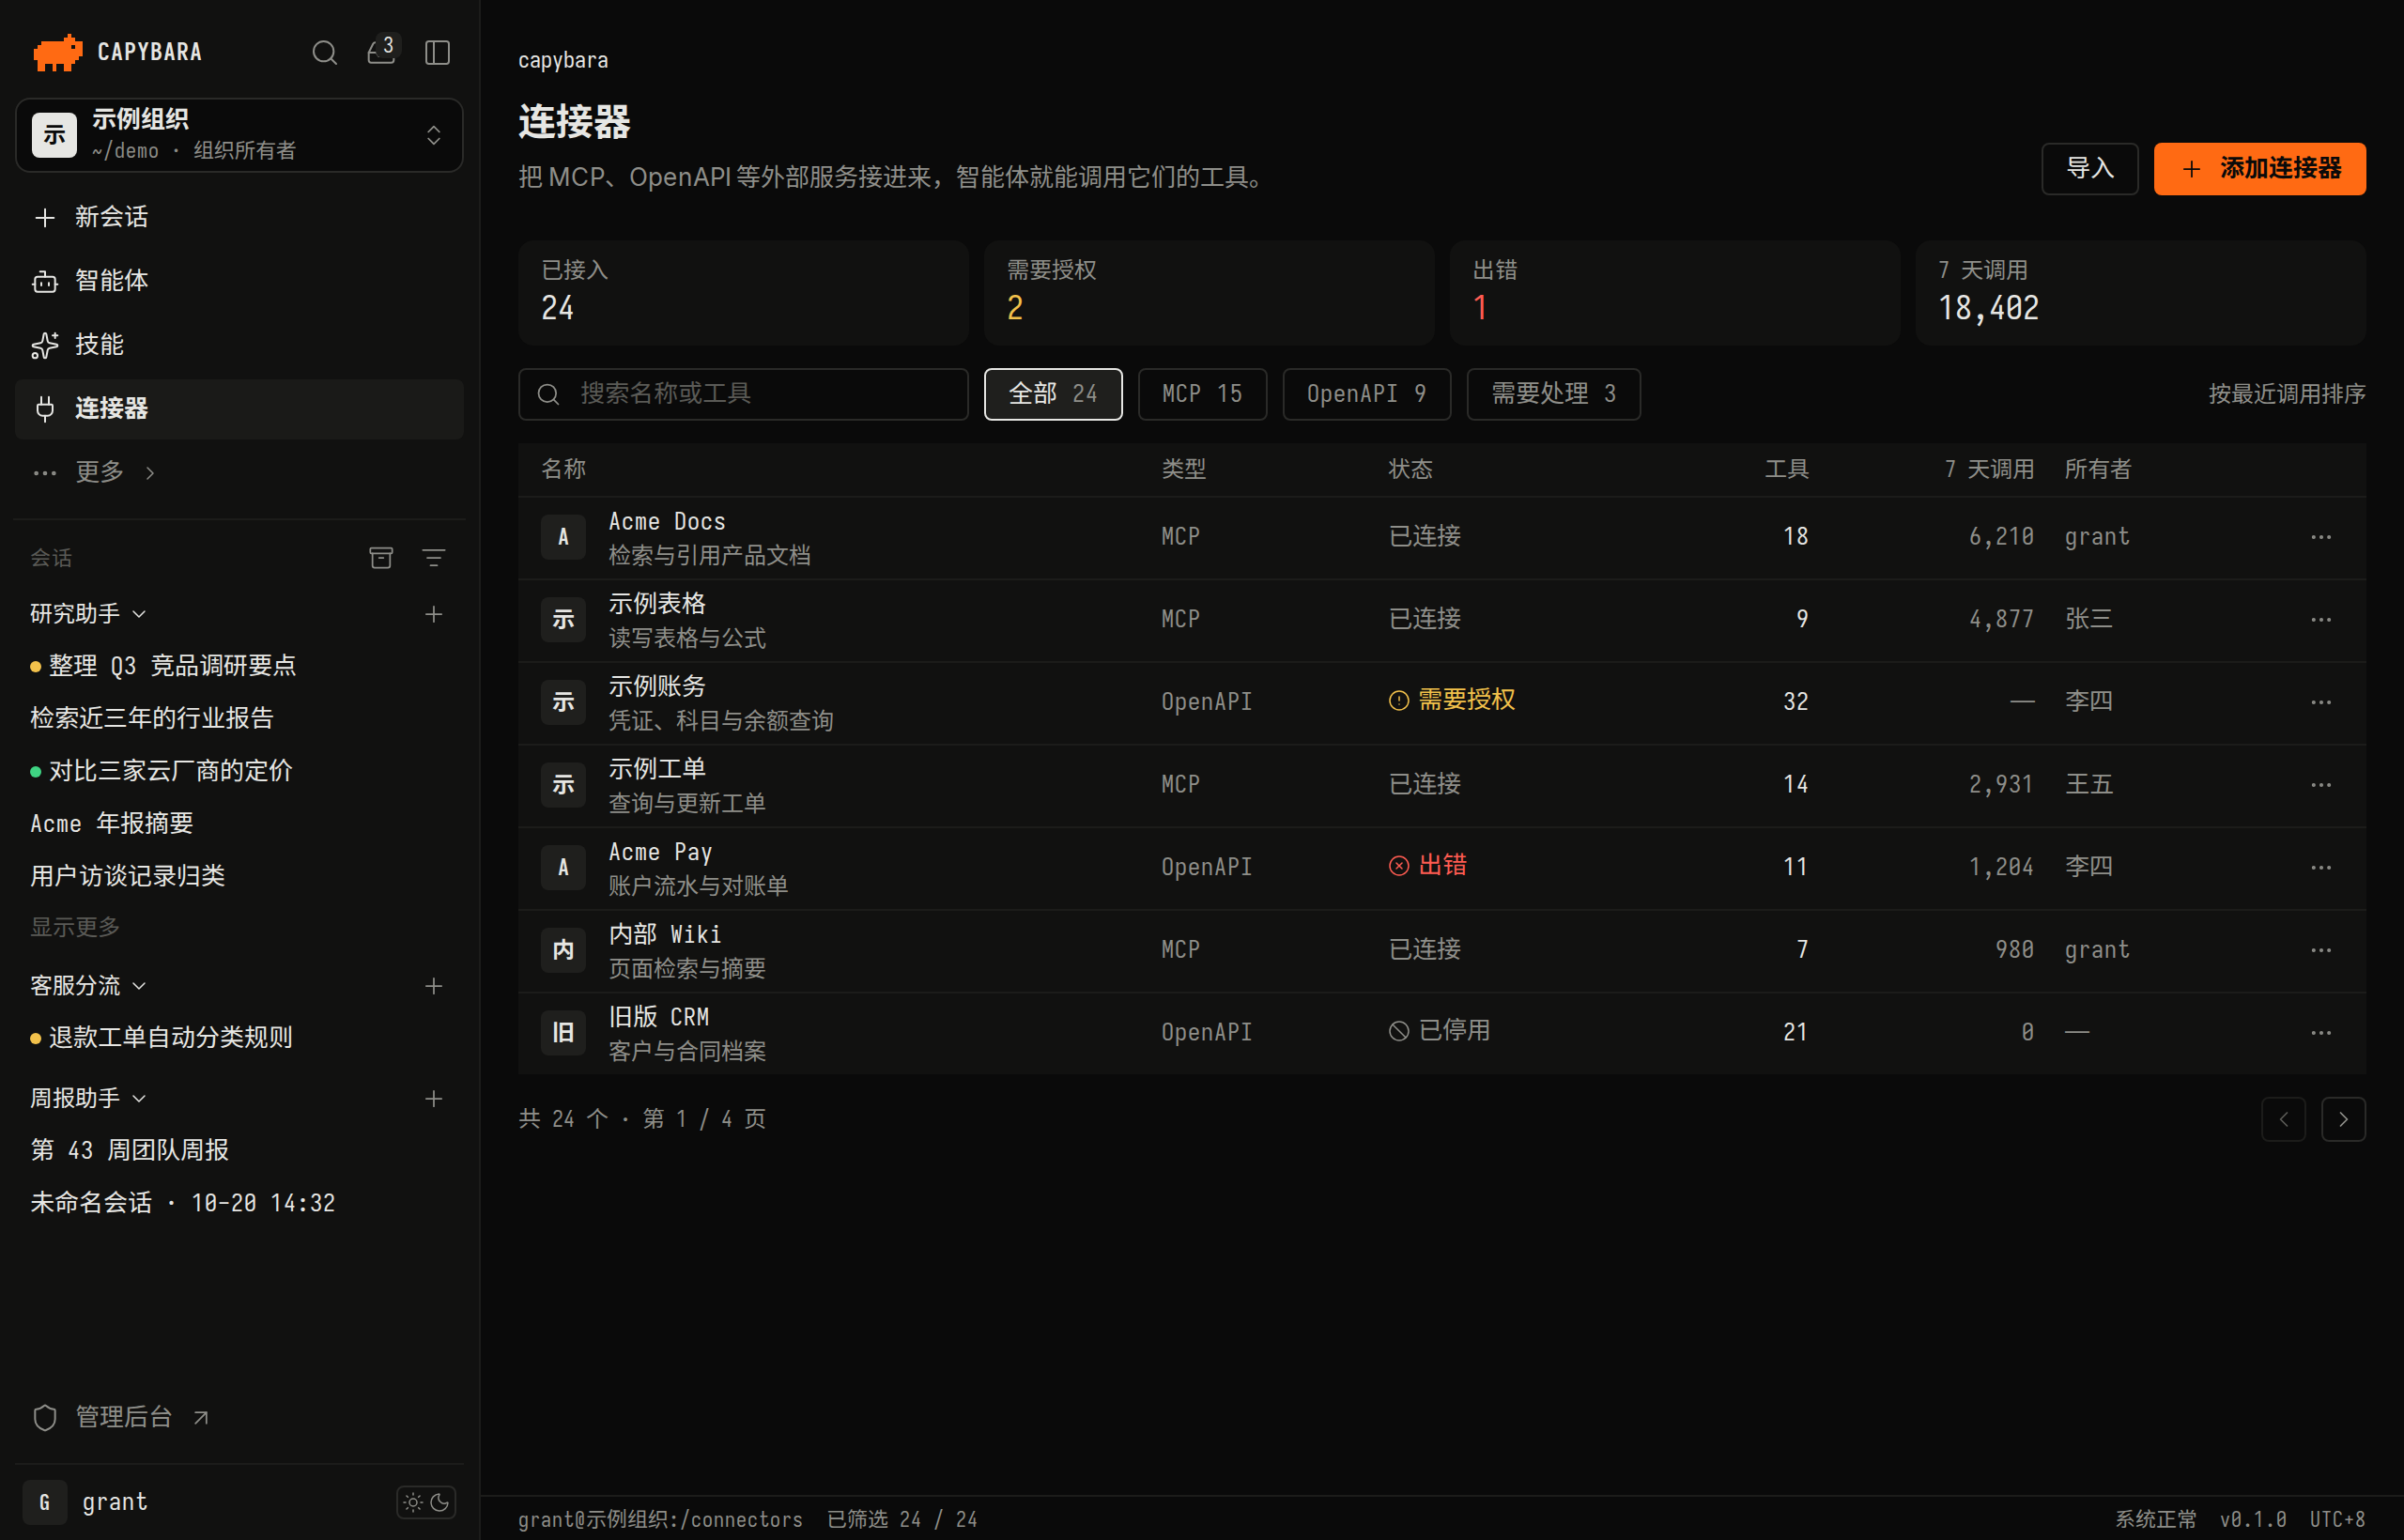 CAPYBARA
3
示
示例组织
~/demo · 组织所有者
新会话
智能体
技能
连接器
更多
会话
研究助手
整理 Q3 竞品调研要点
检索近三年的行业报告
对比三家云厂商的定价
Acme 年报摘要
用户访谈记录归类
显示更多
客服分流
退款工单自动分类规则
周报助手
第 43 周团队周报
未命名会话 · 10-20 14:32
管理后台
G grant
capybara
连接器
把 MCP、OpenAPI 等外部服务接进来，智能体就能调用它们的工具。
导入
添加连接器
已接入
24
需要授权
2
出错
1
7 天调用
18,402
搜索名称或工具
全部 24
MCP 15
OpenAPI 9
需要处理 3
按最近调用排序
名称 类型 状态 工具 7 天调用 所有者
A Acme Docs MCP 已连接 18 6,210 grant
检索与引用产品文档
示 示例表格 MCP 已连接 9 4,877 张三
读写表格与公式
示 示例账务 OpenAPI 需要授权 32 — 李四
凭证、科目与余额查询
示 示例工单 MCP 已连接 14 2,931 王五
查询与更新工单
A Acme Pay OpenAPI 出错 11 1,204 李四
账户流水与对账单
内 内部 Wiki MCP 已连接 7 980 grant
页面检索与摘要
旧 旧版 CRM OpenAPI 已停用 21 0 —
客户与合同档案
共 24 个 · 第 1 / 4 页
grant@示例组织:/connectors 已筛选 24 / 24
系统正常 v0.1.0 UTC+8